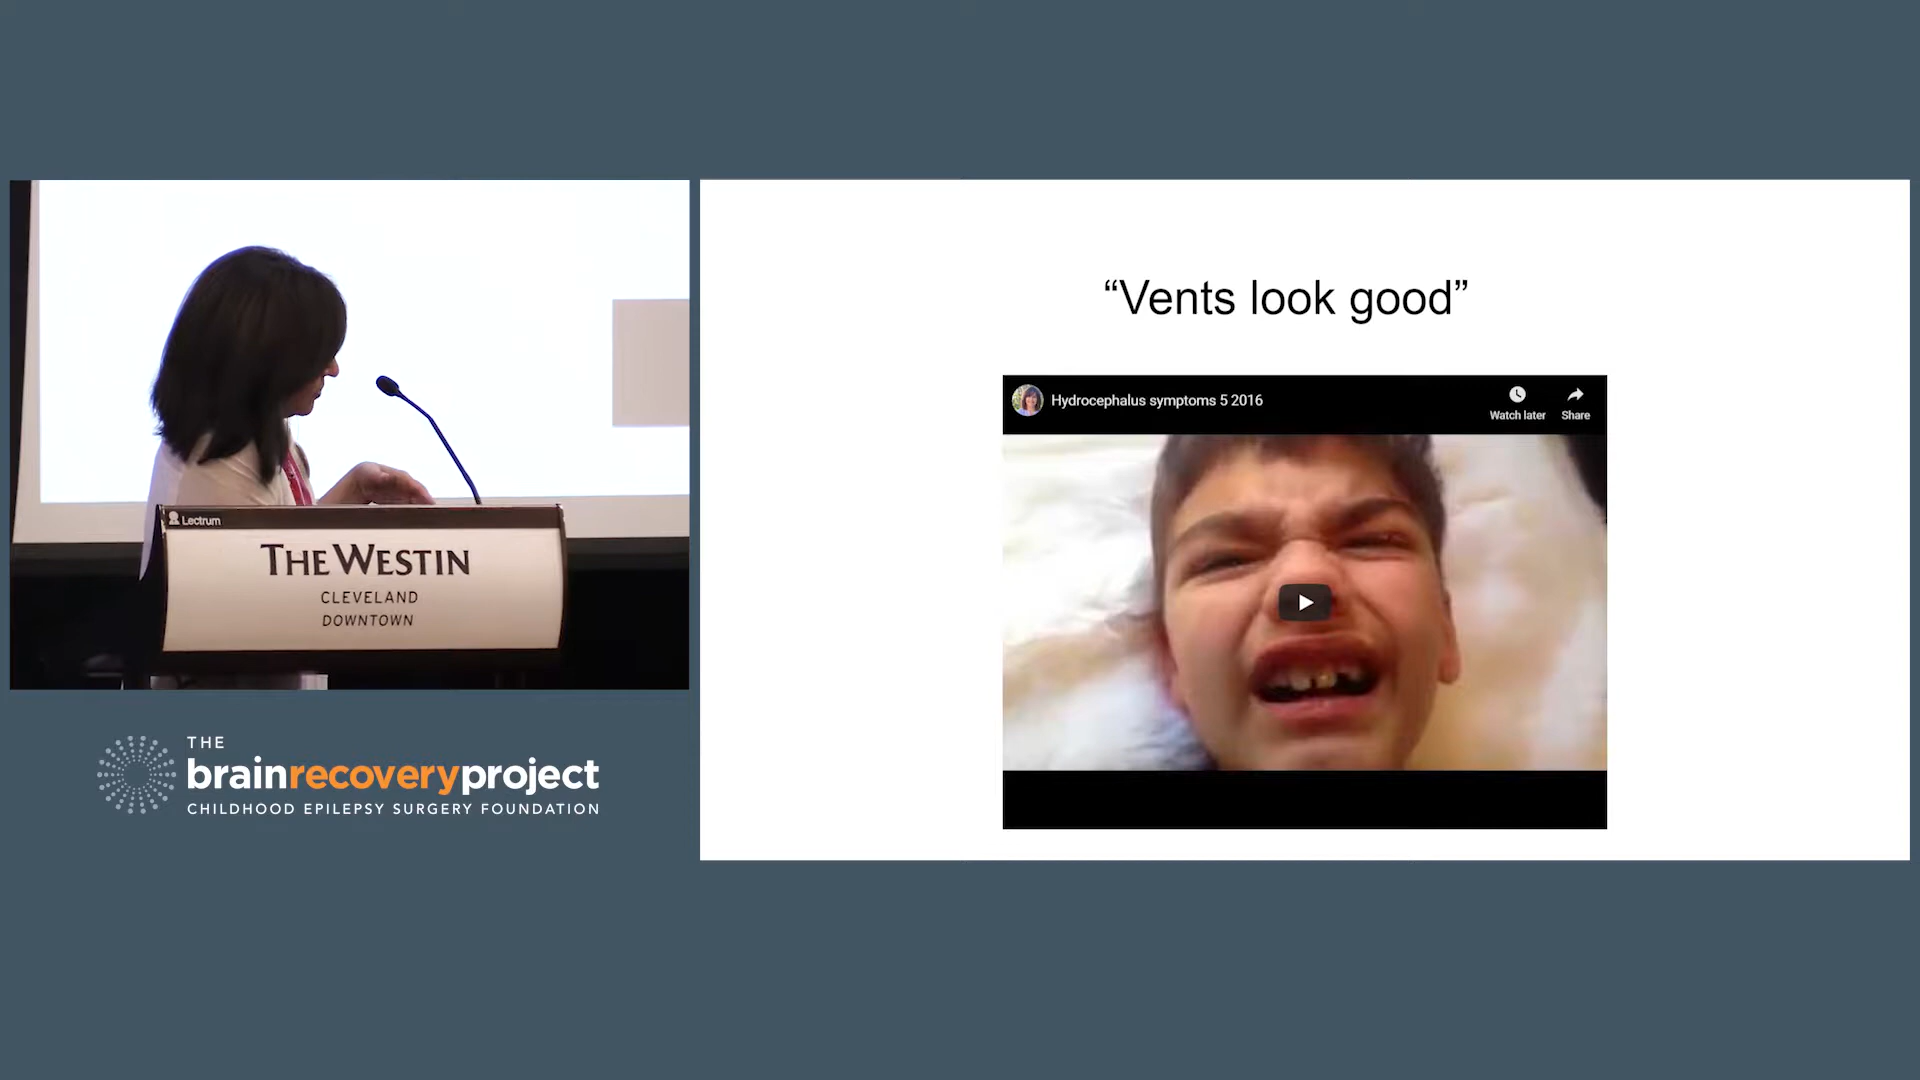 Lectrum
THE WESTIN
CLEVELAND
DOWNTOWN
THE
brainrecoveryproject
CHILDHOOD EPILEPSY SURGERY FOUNDATION
“Vents look good”
Hydrocephalus symptoms 5 2016
Watch later
Share